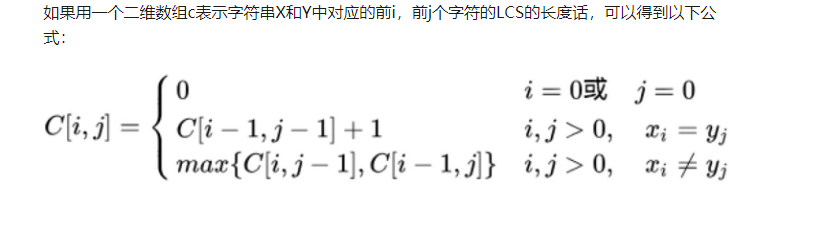 如果用一个二维数组c表示字符串X和Y中对应的前i，前j个字符的LCS的长度话，可以得到以下公
式：
C[i, j] = { 0 i = 0或 j = 0
C[i − 1, j − 1] + 1 i, j > 0, x_i = y_j
max{C[i, j − 1], C[i − 1, j]} i, j > 0, x_i ≠ y_j